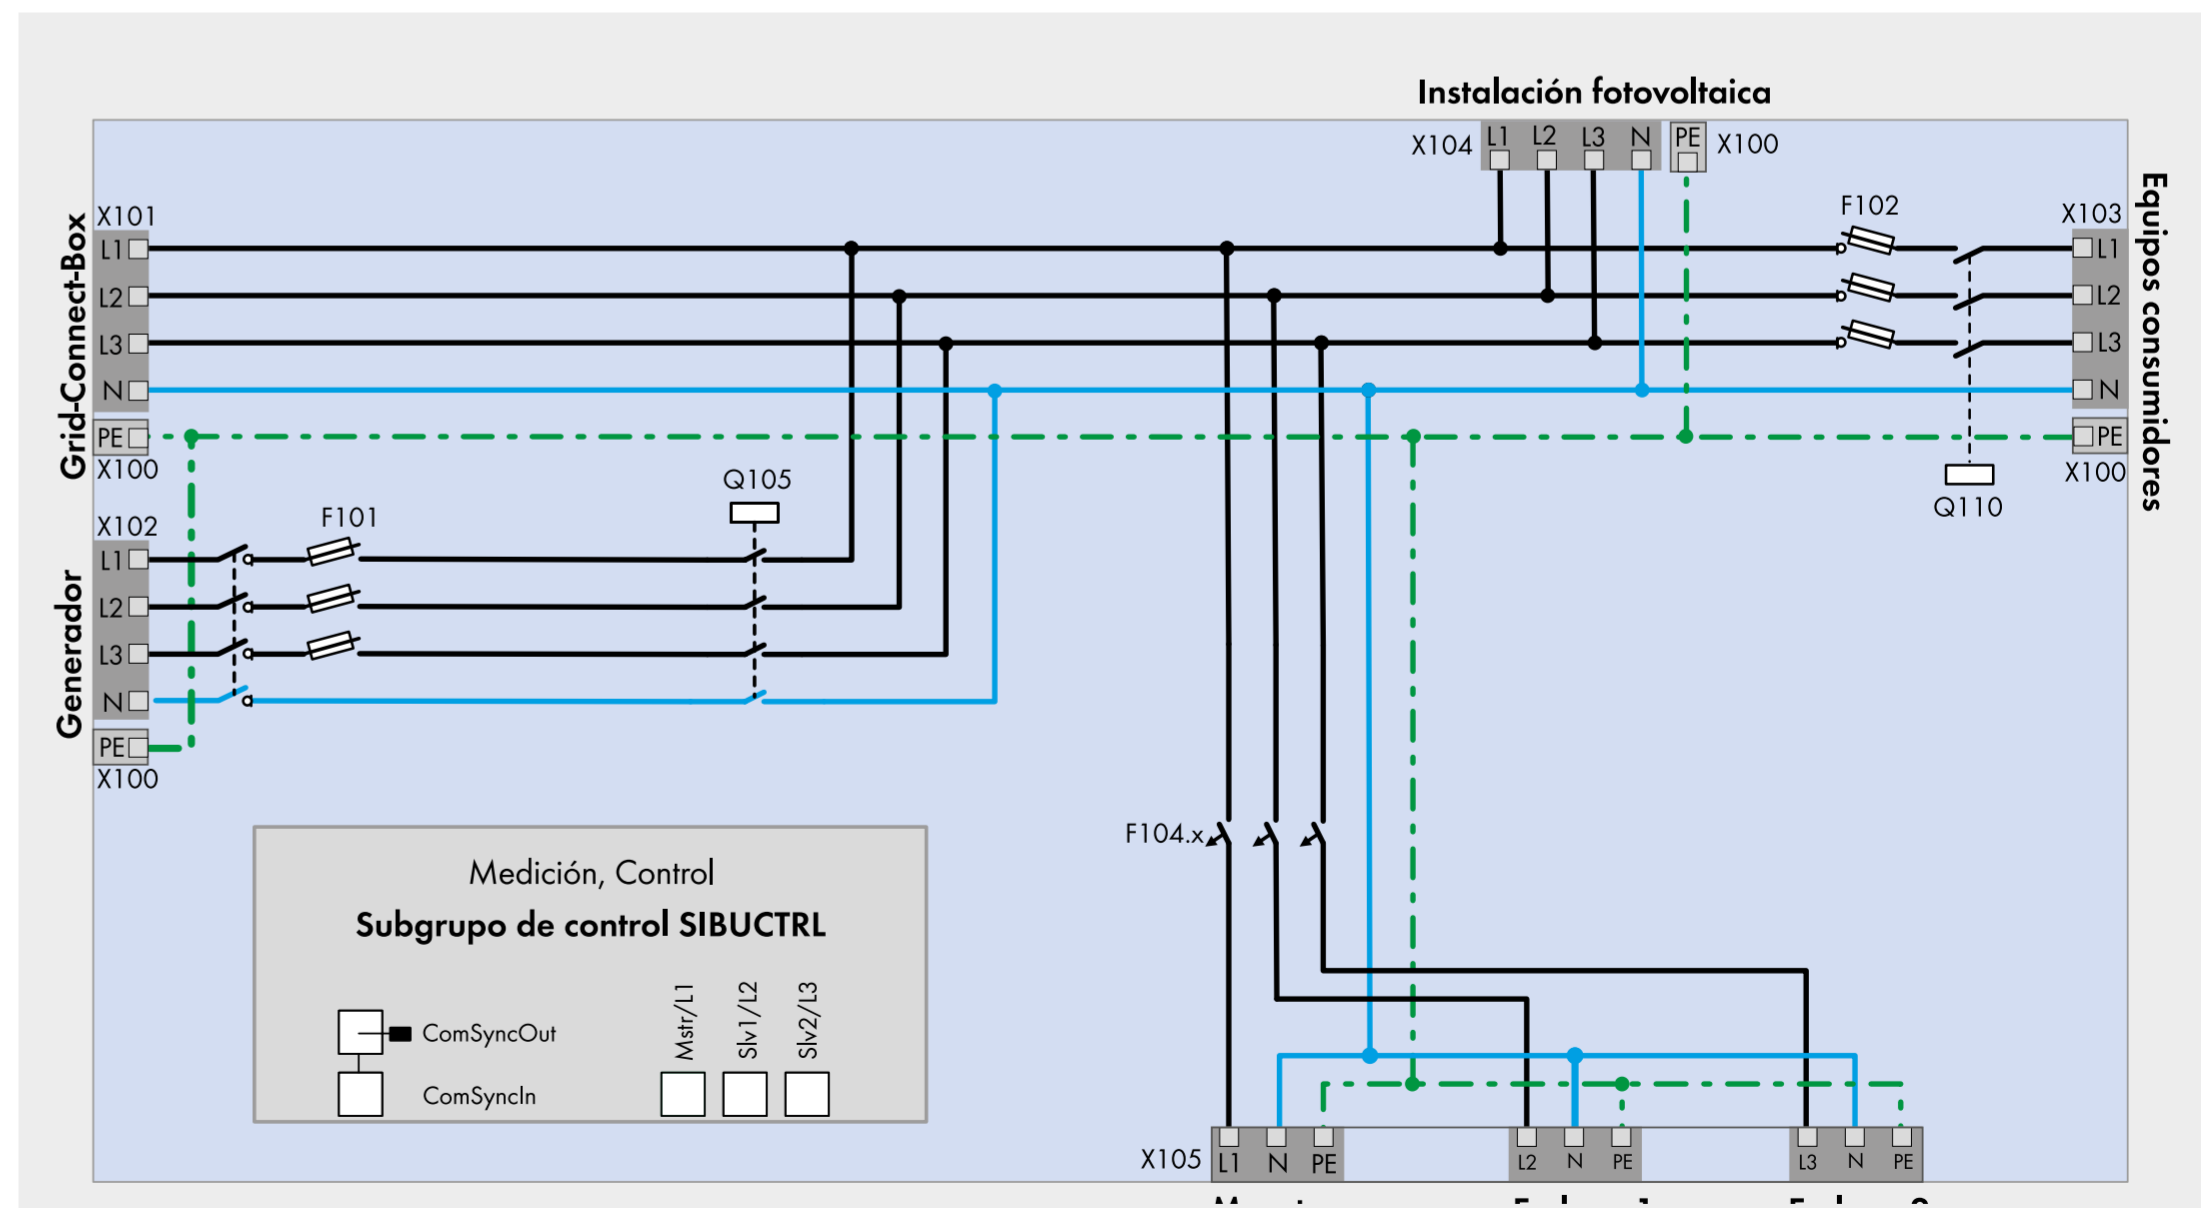 Instalación fotovoltaica
X104 L1 L2 L3 N PE X100
Grid-Connect-Box
X101
L1
L2
L3
N
PE
X100
F102
X103
L1
L2
L3
N
PE
X100
Equipos consumidores
Q110
Generador
X102
L1
L2
L3
N
PE
X100
F101
Q105
F104.x
Medición, Control
Subgrupo de control SIBUCTRL
ComSyncOut
ComSyncIn
Mstr/L1
Slv1/L2
Slv2/L3
X105 L1 N PE L2 N PE L3 N PE